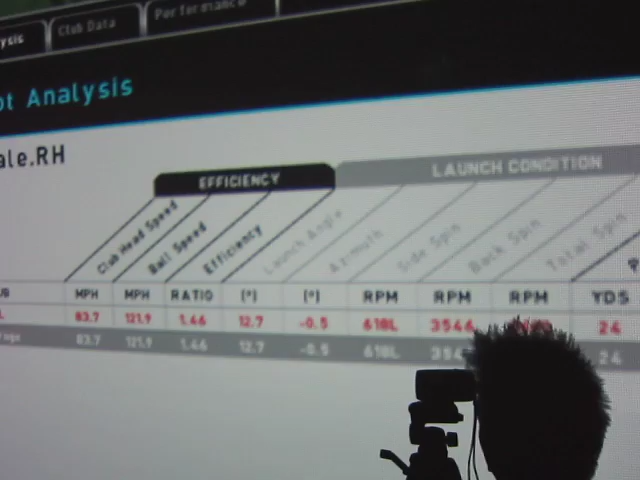 ysis Club Data Performance
ot Analysis
ale.RH
EFFICIENCY LAUNCH CONDITION
Club Head Speed Ball Speed Efficiency Launch Angle Azimuth Side Spin Back Spin Total Spin
UB MPH MPH RATIO (°) (°) RPM RPM RPM YDS
L 83.7 121.9 1.46 12.7 -0.5 618L 3546 24
age 83.7 121.9 1.46 12.7 -0.5 618L 354 24